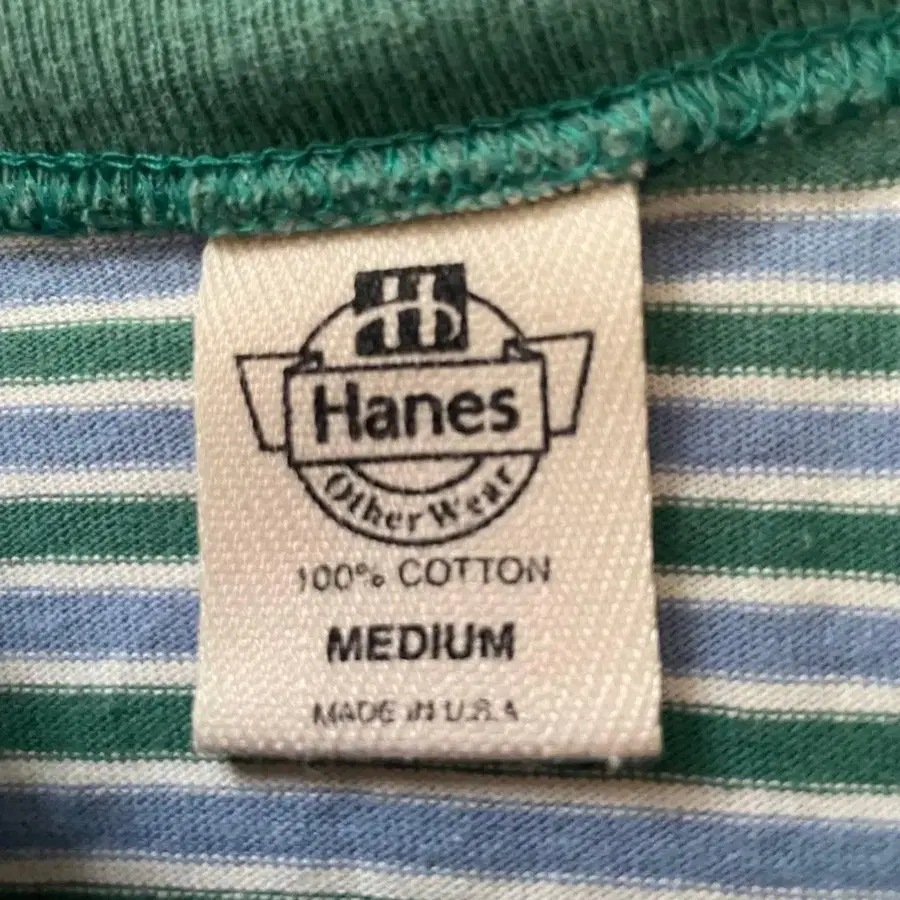 Hanes
Other Wear
100% COTTON
MEDIUM
MADE IN U.S.A